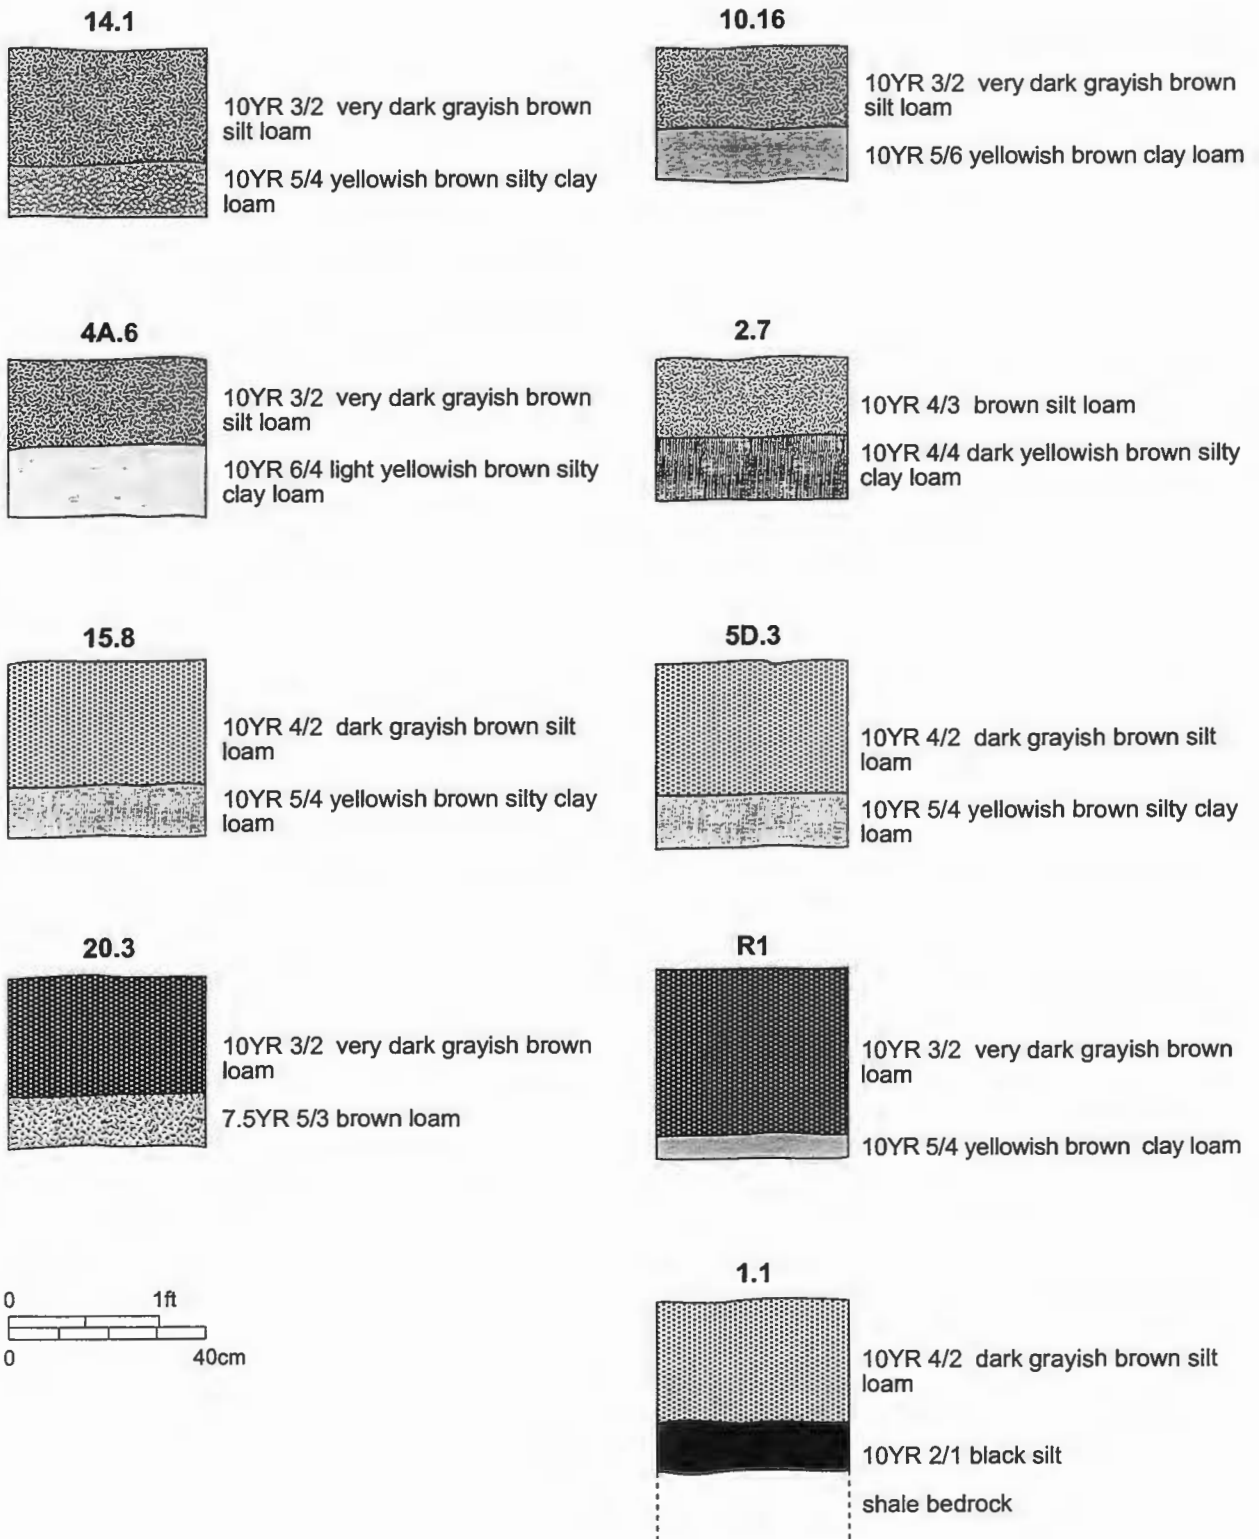 14.1
10YR 3/2 very dark grayish brown
silt loam
10YR 5/4 yellowish brown silty clay
loam
10.16
10YR 3/2 very dark grayish brown
silt loam
10YR 5/6 yellowish brown clay loam
4A.6
10YR 3/2 very dark grayish brown
silt loam
10YR 6/4 light yellowish brown silty
clay loam
2.7
10YR 4/3 brown silt loam
10YR 4/4 dark yellowish brown silty
clay loam
15.8
10YR 4/2 dark grayish brown silt
loam
10YR 5/4 yellowish brown silty clay
loam
5D.3
10YR 4/2 dark grayish brown silt
loam
10YR 5/4 yellowish brown silty clay
loam
20.3
10YR 3/2 very dark grayish brown
loam
7.5YR 5/3 brown loam
R1
10YR 3/2 very dark grayish brown
loam
10YR 5/4 yellowish brown clay loam
0 1ft
0 40cm
1.1
10YR 4/2 dark grayish brown silt
loam
10YR 2/1 black silt
shale bedrock